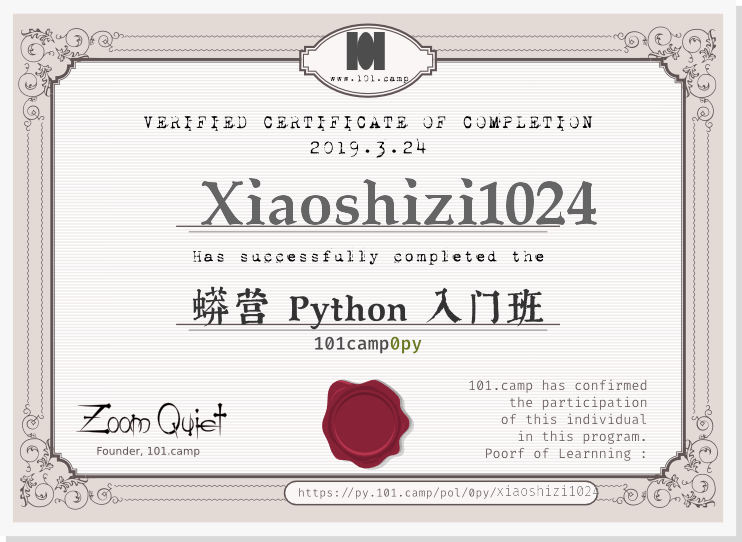 101
www.101.camp
VERIFIED CERTIFICATE OF COMPLETION
2019.3.24
Xiaoshizi1024
Has successfully completed the
蟒营 Python 入门班
101camp0py
Zoom Quiet
Founder, 101.camp
101.camp has confirmed
the participation
of this individual
in this program.
Poorf of Learnning :
https://py.101.camp/pol/0py/xiaoshizi1024